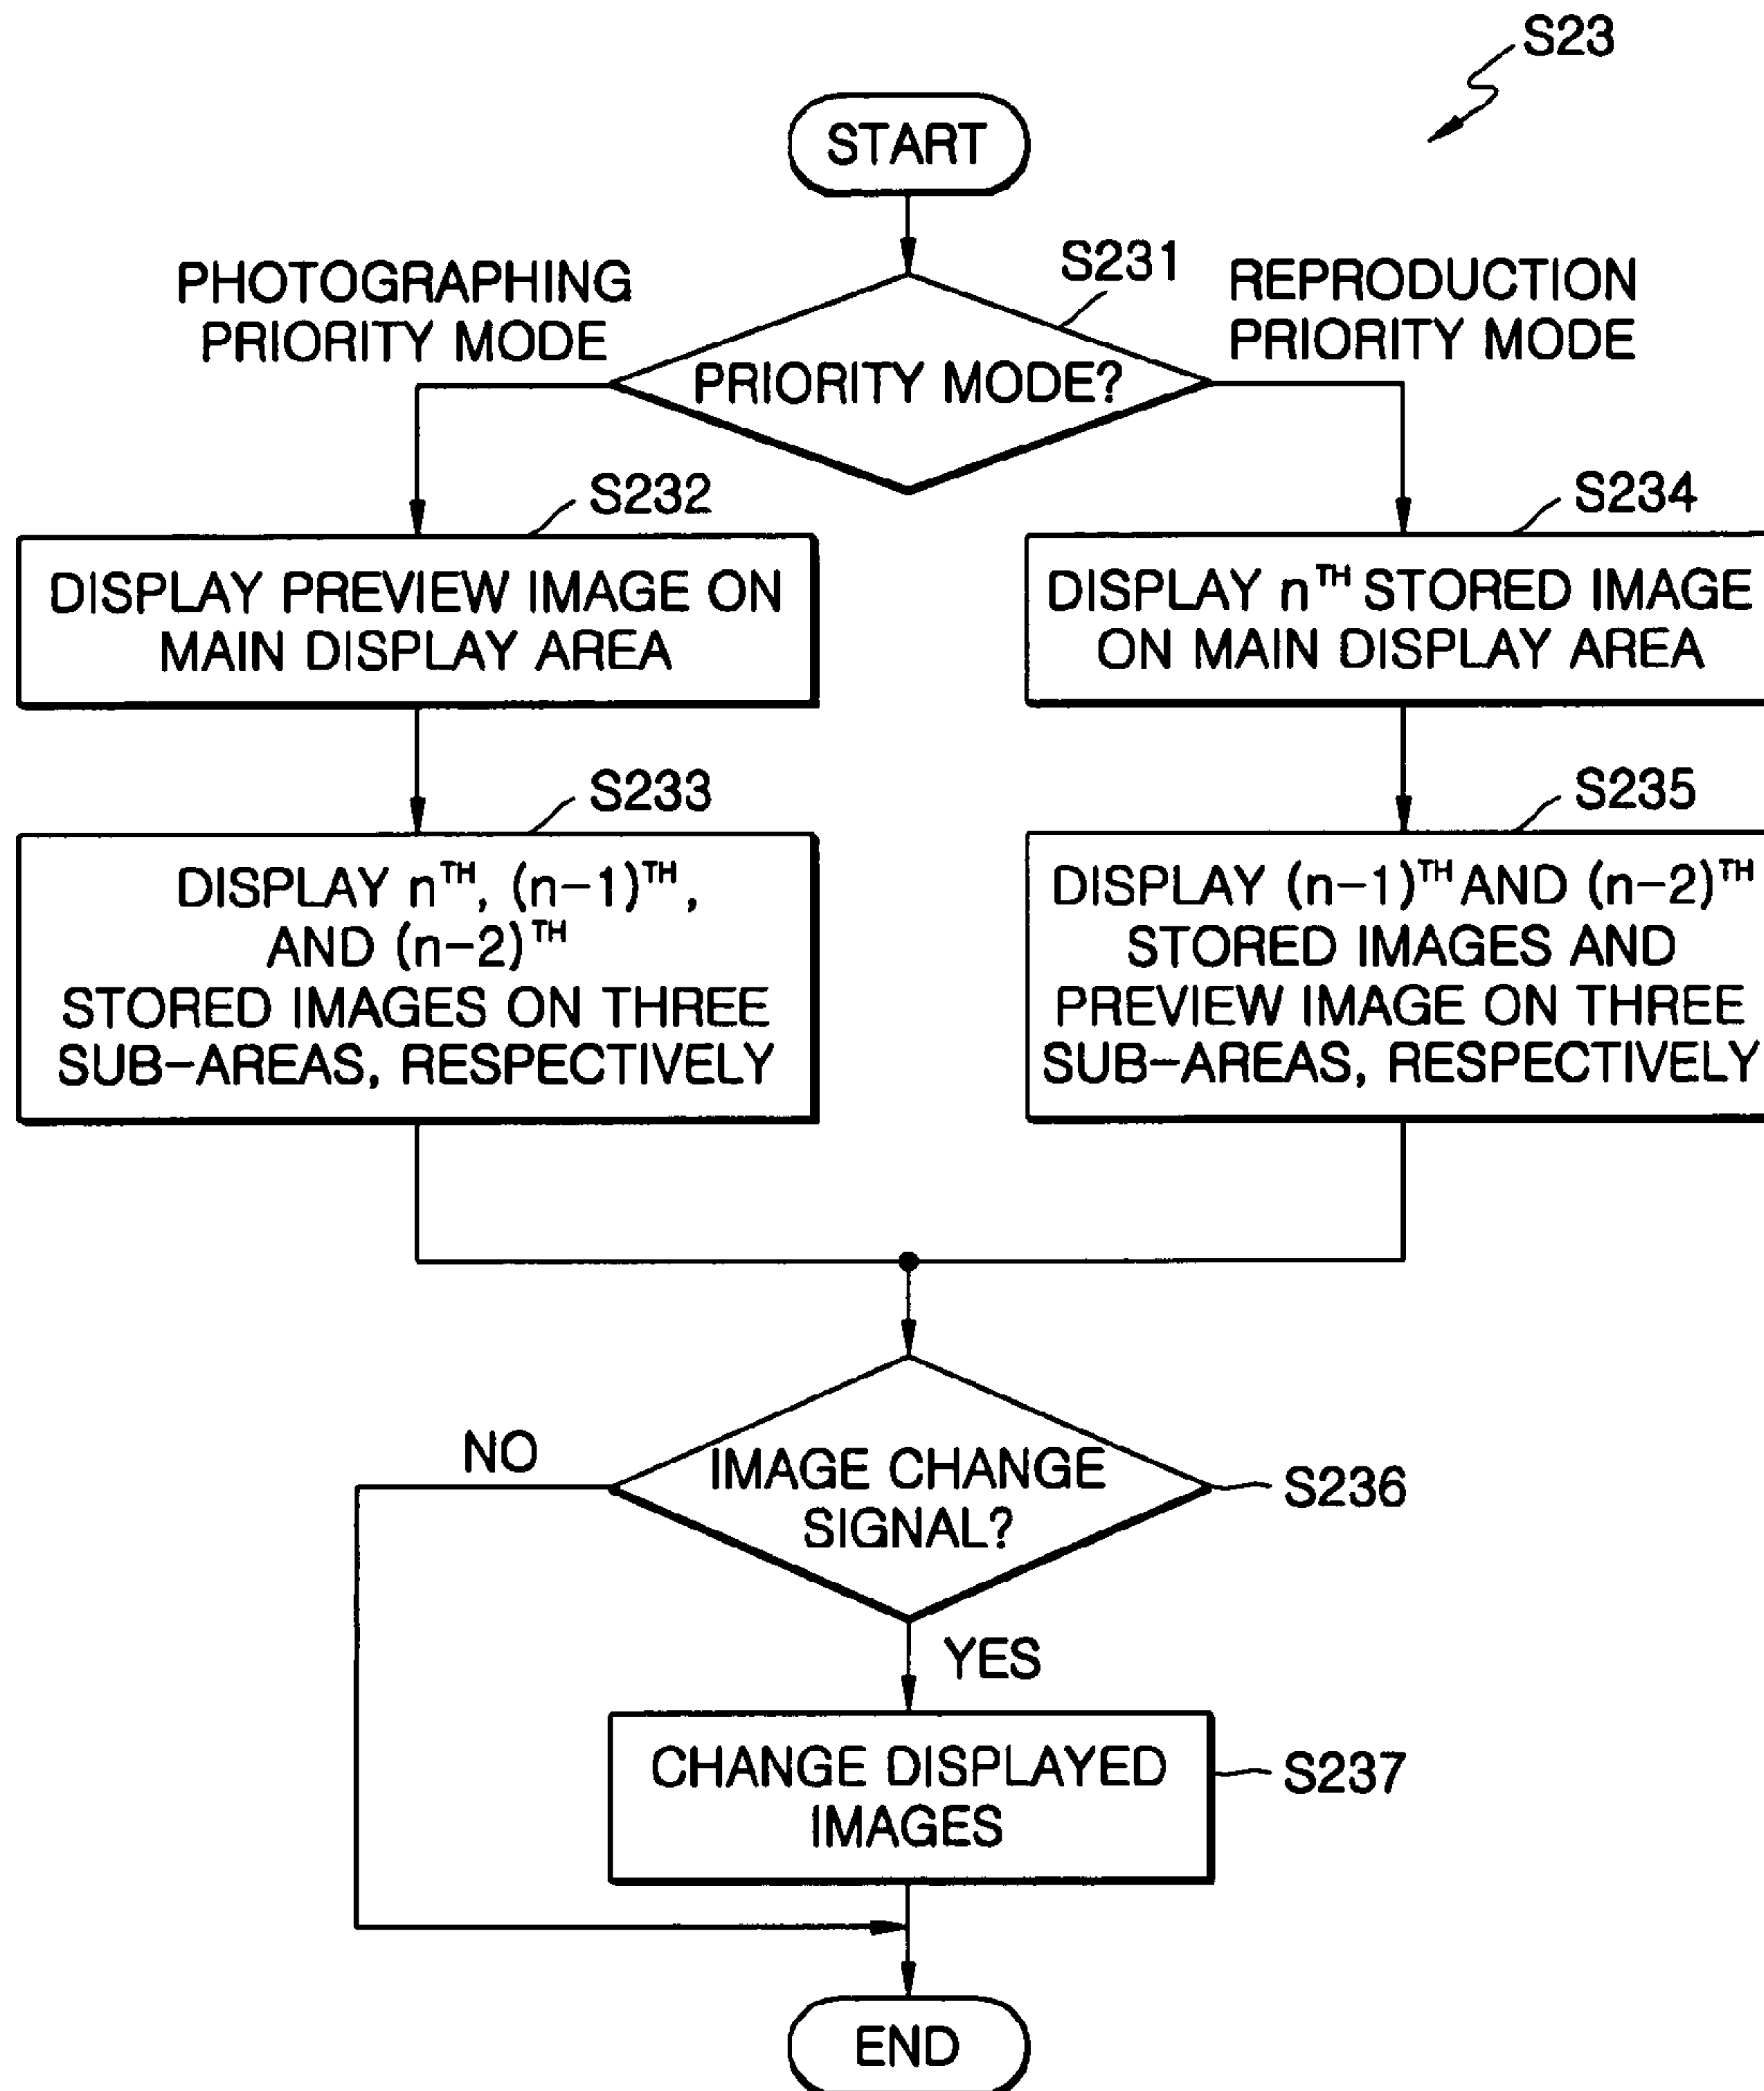 S23
START
PHOTOGRAPHING
PRIORITY MODE
S231
REPRODUCTION
PRIORITY MODE
PRIORITY MODE?
S232
DISPLAY PREVIEW IMAGE ON
MAIN DISPLAY AREA
S234
DISPLAY nTH STORED IMAGE
ON MAIN DISPLAY AREA
S233
DISPLAY nTH, (n-1)TH,
AND (n-2)TH
STORED IMAGES ON THREE
SUB-AREAS, RESPECTIVELY
S235
DISPLAY (n-1)TH AND (n-2)TH
STORED IMAGES AND
PREVIEW IMAGE ON THREE
SUB-AREAS, RESPECTIVELY
NO
IMAGE CHANGE
SIGNAL?
S236
YES
CHANGE DISPLAYED
IMAGES
S237
END